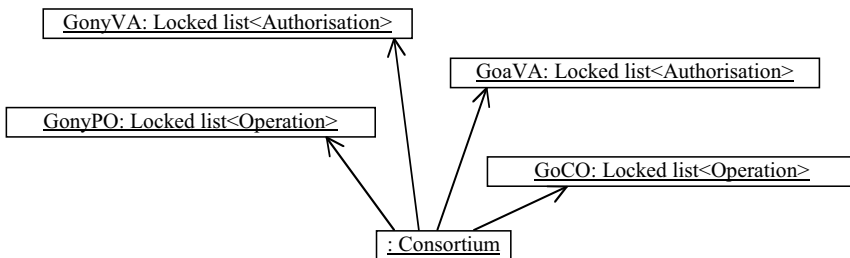 GonyVA: Locked list<Authorisation>
GoaVA: Locked list<Authorisation>
GonyPO: Locked list<Operation>
GoCO: Locked list<Operation>
: Consortium